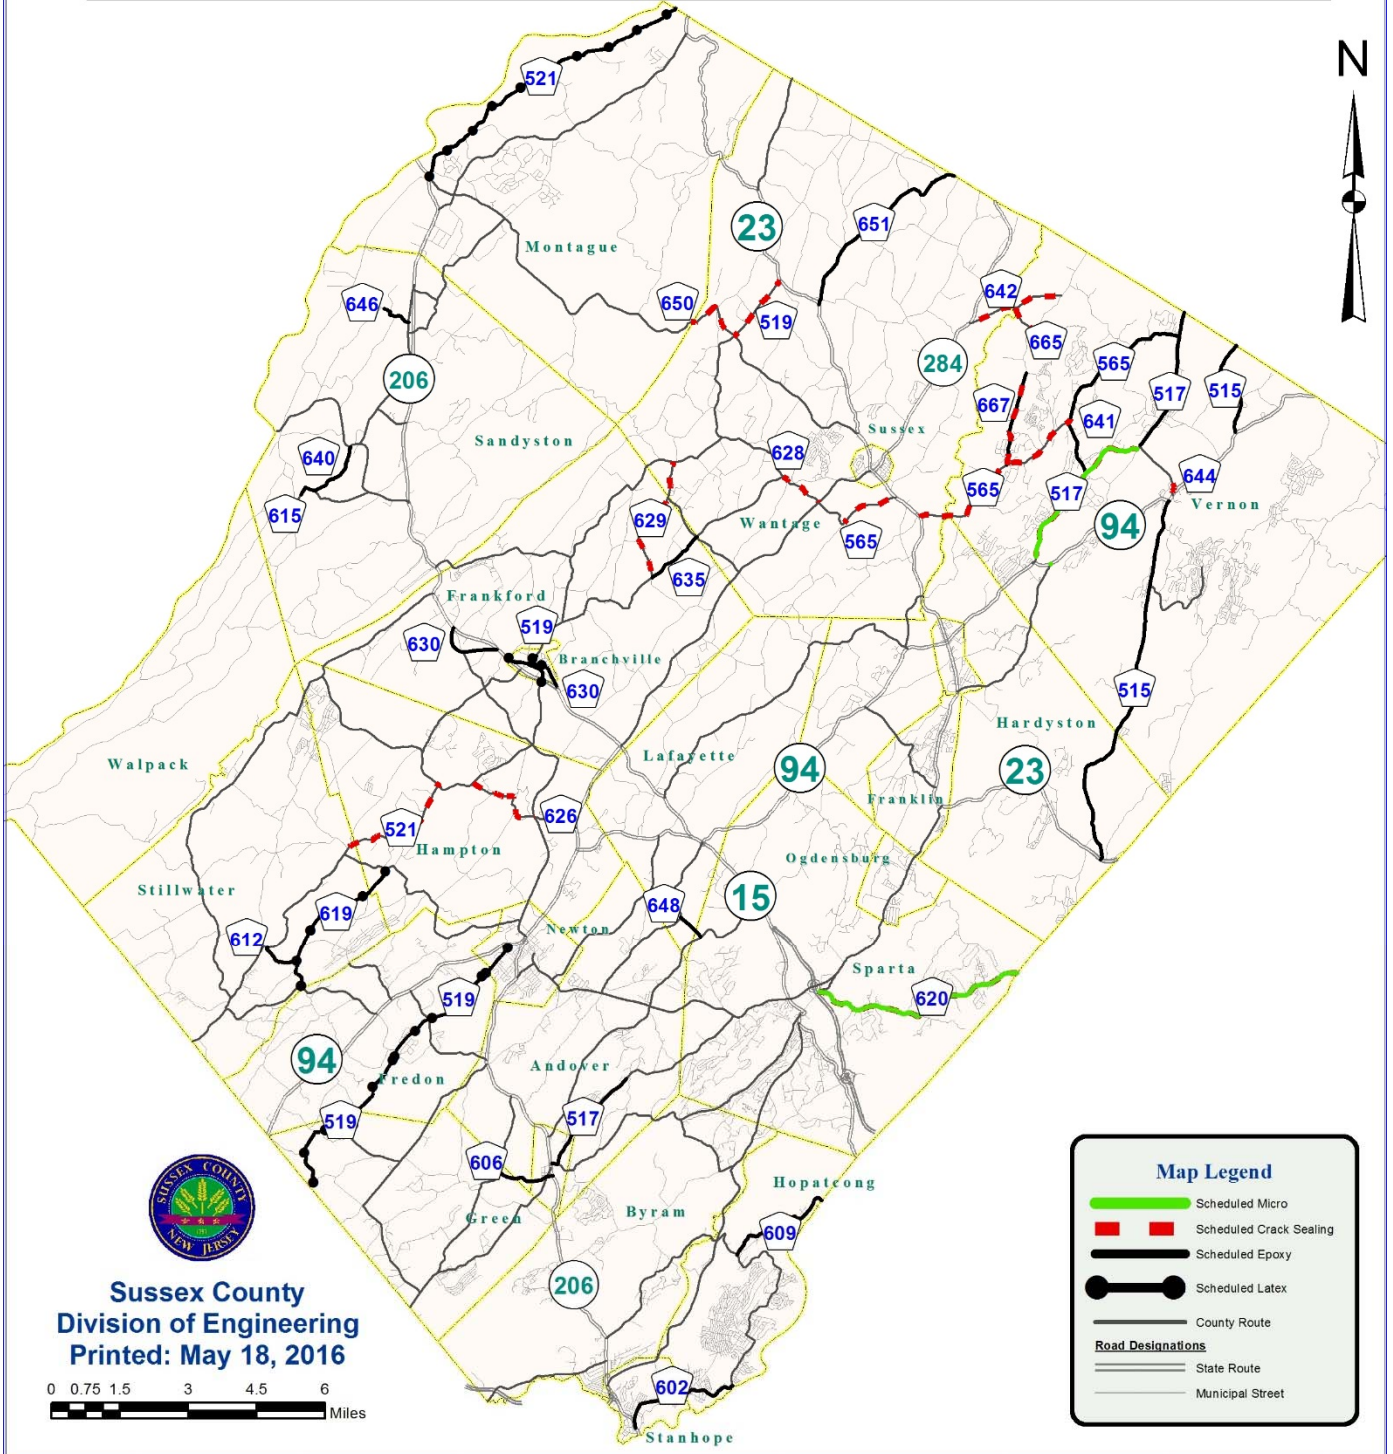 N
521
23
651
Montague
646
650
519
642
665
284
565
206
667
517
515
641
Sussex
Sandyston
628
640
565
517
644
Vernon
615
629
Wantage
565
94
635
Frankford
519
630
Branchville
630
515
Hardyston
Lafayette
Walpack
94
23
Franklin
521
626
Hampton
Ogdensburg
Stillwater
15
648
619
612
Newton
Sparta
519
620
94
Andover
Fredon
519
517
606
Hopatcong
Green
Byram
609
206
602
Stanhope
SUSSEX COUNTY
NEW JERSEY
Sussex County
Division of Engineering
Printed: May 18, 2016
0 0.75 1.5 3 4.5 6
Miles
Map Legend
Scheduled Micro
Scheduled Crack Sealing
Scheduled Epoxy
Scheduled Latex
County Route
Road Designations
State Route
Municipal Street